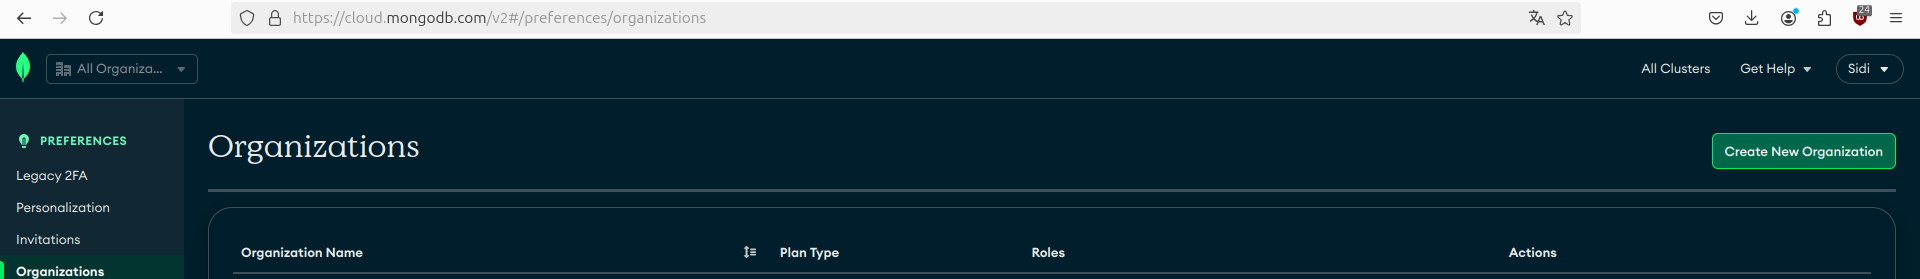 https://cloud.mongodb.com/v2#/preferences/organizations
24
All Organiza...
All Clusters
Get Help
Sidi
PREFERENCES
Legacy 2FA
Personalization
Invitations
Organizations
Organizations
Create New Organization
Organization Name
Plan Type
Roles
Actions